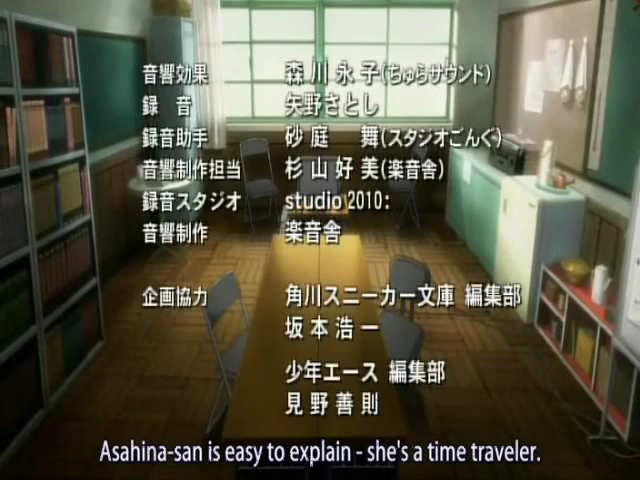 音響効果 森川永子(ちゅらサウンド)
録音 矢野さとし
録音助手 砂庭 舞(スタジオごんぐ)
音響制作担当 杉山好美(楽音舎)
録音スタジオ studio 2010:
音響制作 楽音舎
企画協力 角川スニーカー文庫 編集部
坂本浩一
少年エース 編集部
見野善則
Asahina-san is easy to explain - she's a time traveler.